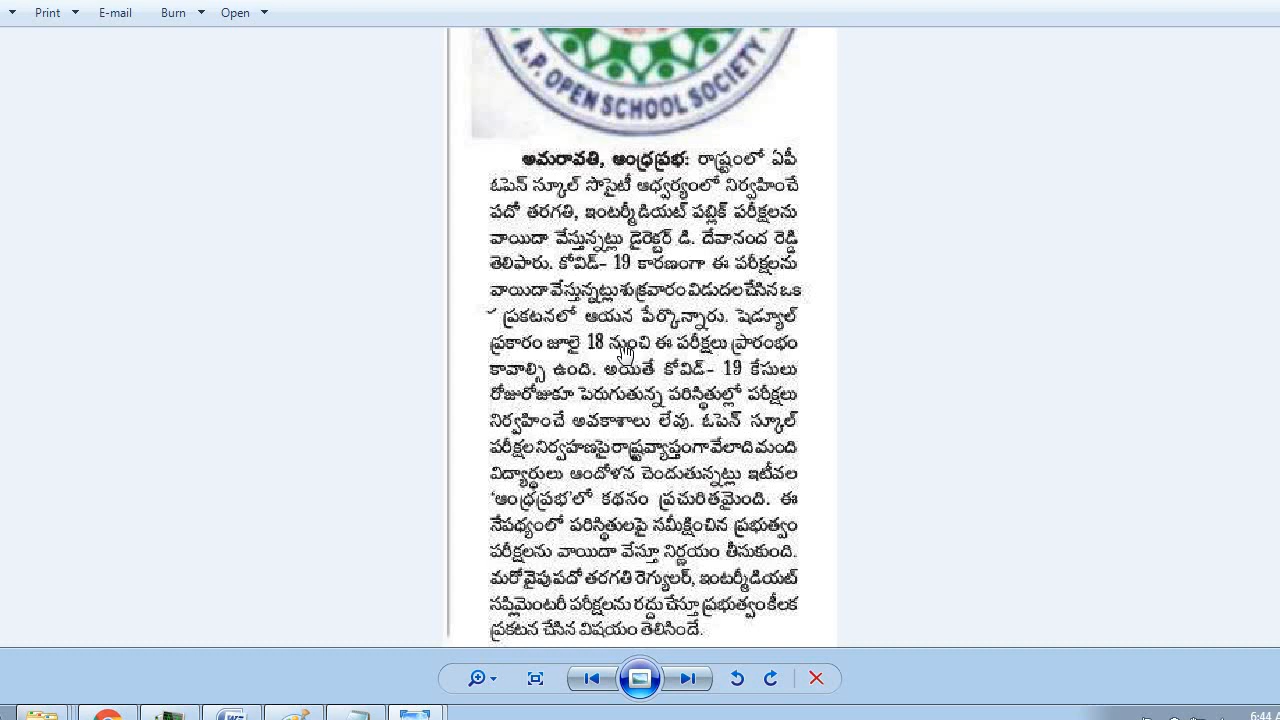 Print
E-mail
Burn
Open
A.P. OPEN SCHOOL SOCIETY
అమరావతి, ఆంధ్రప్రభ: రాష్ట్రంలో ఏపీ
ఓపెన్ స్కూల్ సొసైటీ ఆధ్వర్యంలో నిర్వహించే
పదో తరగతి, ఇంటర్మీడియట్ పబ్లిక్ పరీక్షలను
వాయిదా వేస్తున్నట్లు డైరెక్టర్ డి. దేవానంద రెడ్డి
తెలిపారు. కోవిడ్- 19 కారణంగా ఈ పరీక్షలను
వాయిదా వేస్తున్నట్లు శుక్రవారం విడుదల చేసిన ఒక
ప్రకటనలో ఆయన పేర్కొన్నారు. షెడ్యూల్
ప్రకారం జూలై 18 నుంచి ఈ పరీక్షలు ప్రారంభం
కావాల్సి ఉంది. అయితే కోవిడ్- 19 కేసులు
రోజురోజుకూ పెరుగుతున్న పరిస్థితుల్లో పరీక్షలు
నిర్వహించే అవకాశాలు లేవు. ఓపెన్ స్కూల్
పరీక్షల నిర్వహణపై రాష్ట్రవ్యాప్తంగా వేలాది మంది
విద్యార్థులు ఆందోళన చెందుతున్నట్లు ఇటీవల
'ఆంధ్రప్రభ'లో కథనం ప్రచురితమైంది. ఈ
నేపథ్యంలో పరిస్థితులపై సమీక్షించిన ప్రభుత్వం
పరీక్షలను వాయిదా వేస్తూ నిర్ణయం తీసుకుంది.
మరోవైపు పదో తరగతి రెగ్యులర్, ఇంటర్మీడియట్
సప్లిమెంటరీ పరీక్షలను రద్దు చేస్తూ ప్రభుత్వం కీలక
ప్రకటన చేసిన విషయం తెలిసిందే.